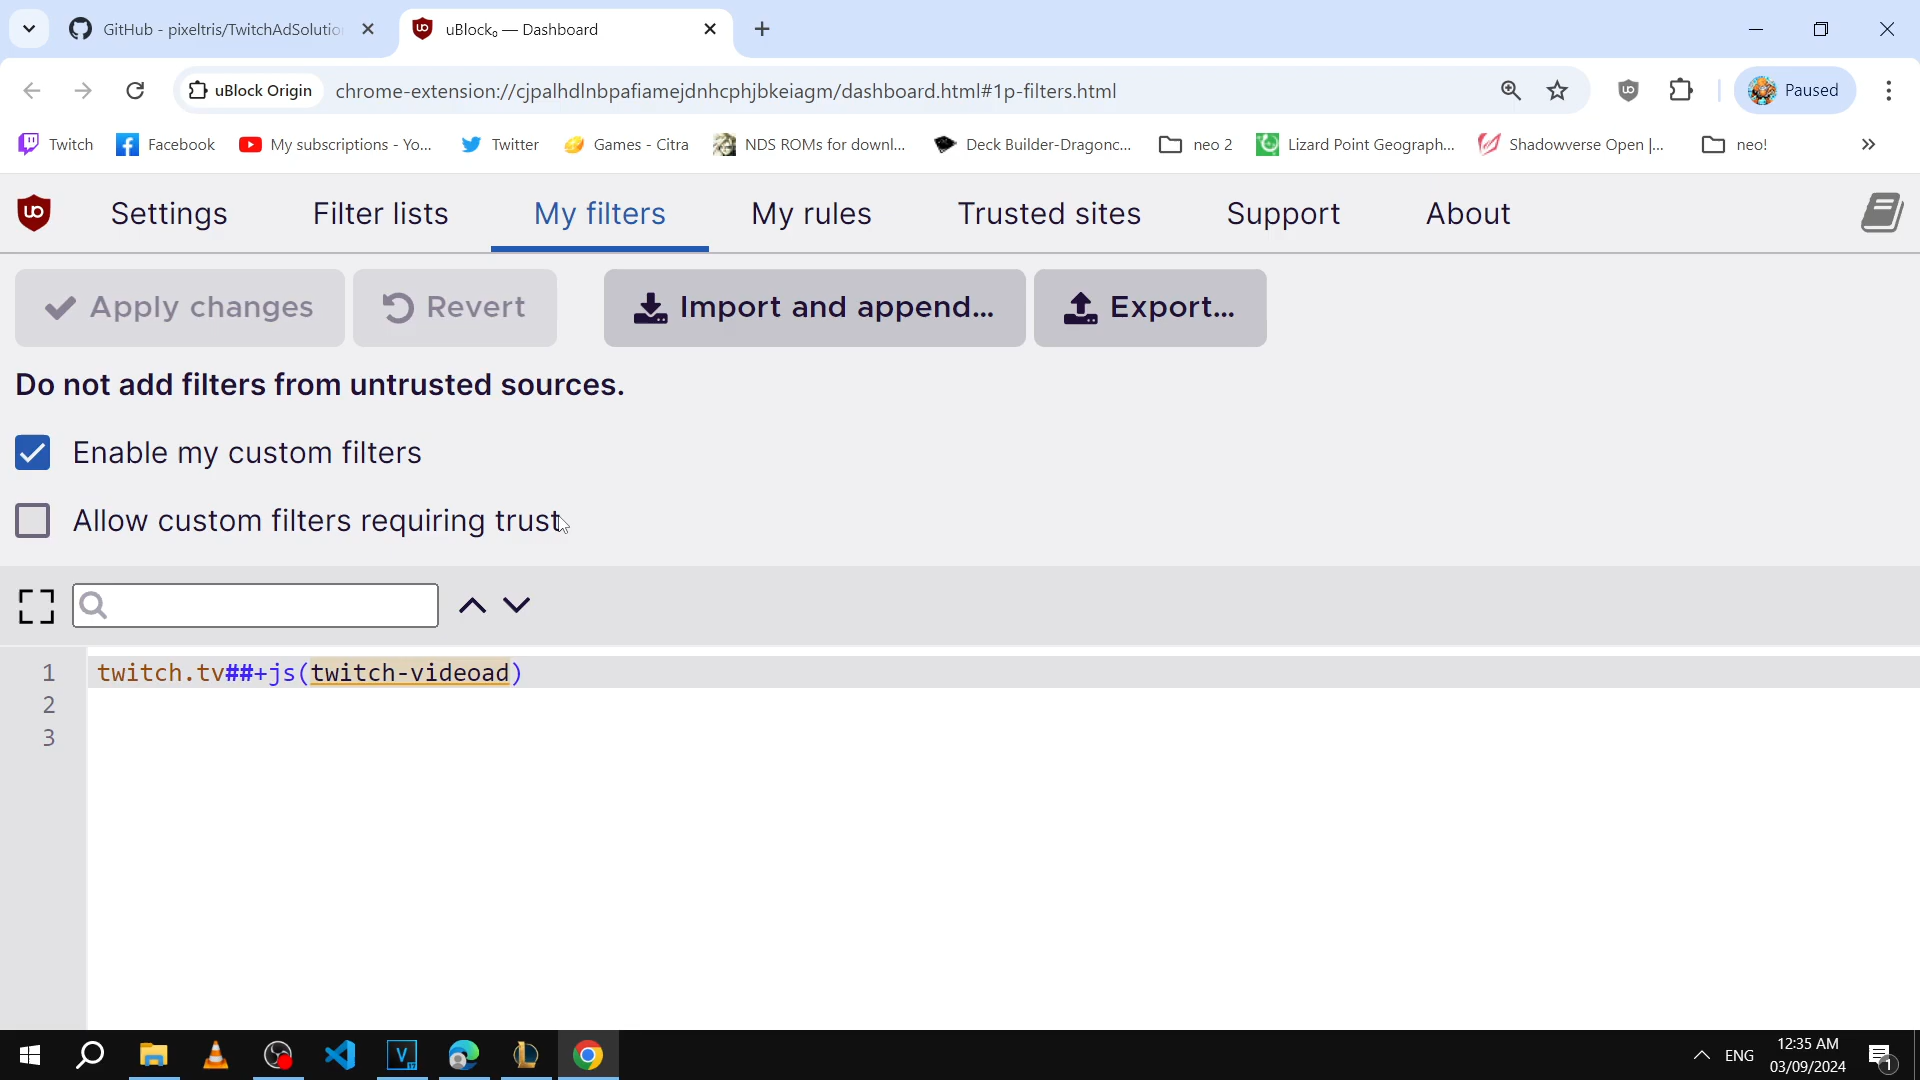 GitHub - pixeltris/TwitchAdSolutio
uBlock₀ — Dashboard
uBlock Origin
chrome-extension://cjpalhdlnbpafiamejdnhcphjbkeiagm/dashboard.html#1p-filters.html
Paused
Twitch
Facebook
My subscriptions - Yo...
Twitter
Games - Citra
NDS ROMs for downl...
Deck Builder-Dragonc...
neo 2
Lizard Point Geograph...
Shadowverse Open |...
neo!
»
Settings
Filter lists
My filters
My rules
Trusted sites
Support
About
Apply changes
Revert
Import and append...
Export...
Do not add filters from untrusted sources.
Enable my custom filters
Allow custom filters requiring trust
1 twitch.tv##+js(twitch-videoad)
2
3
ENG
12:35 AM
03/09/2024
1